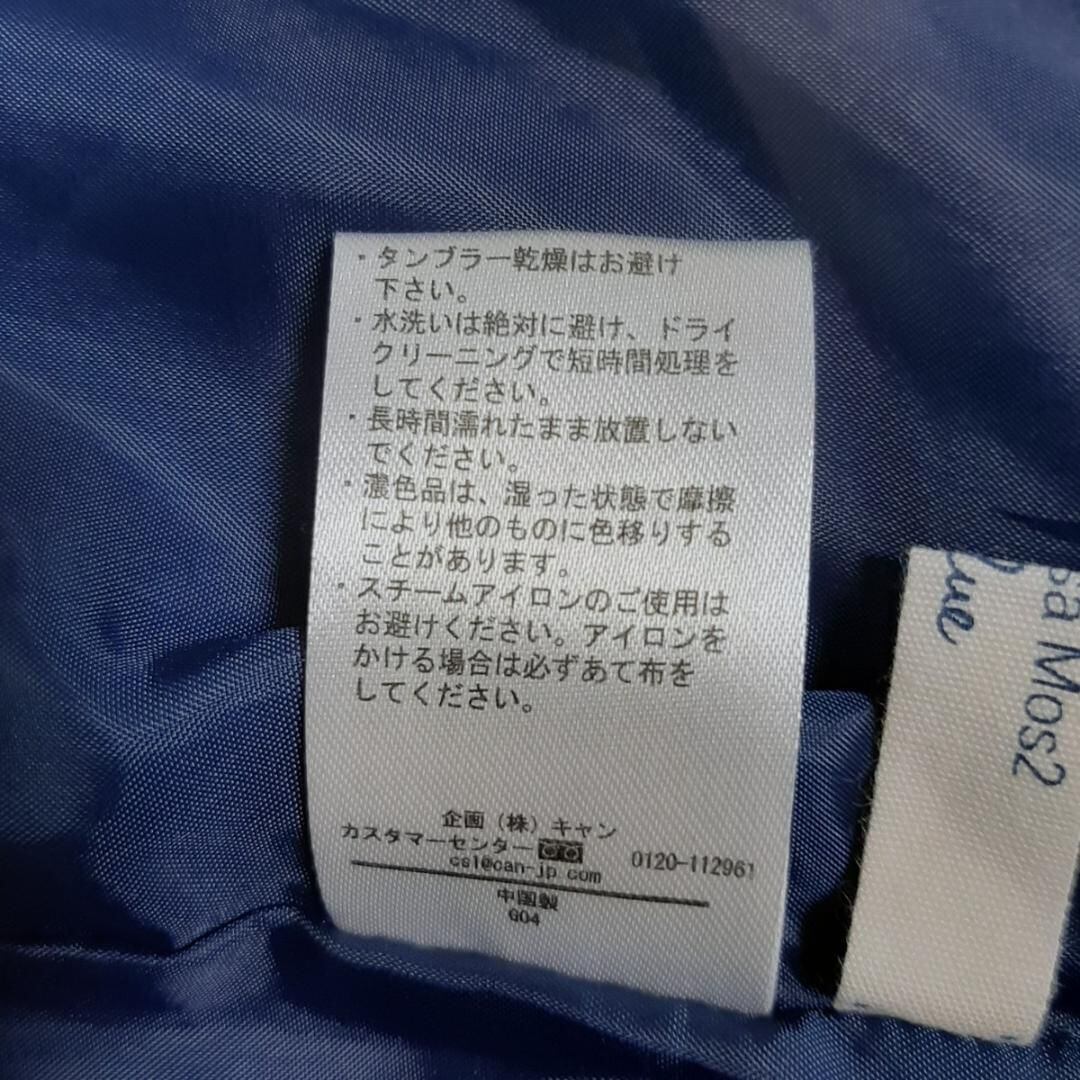 ・タンブラー乾燥はお避け
下さい。
・水洗いは絶対に避け、ドライ
クリーニングで短時間処理を
してください。
・長時間濡れたまま放置しない
でください。
・濃色品は、湿った状態で摩擦
により他のものに色移りする
ことがあります。
・スチームアイロンのご使用は
お避けください。アイロンを
かける場合は必ずあて布を
してください。
企画（株）キャン
カスタマーセンター 0120-112961
cs1@can-jp.com
中国製
G04
sa Mos2
lue